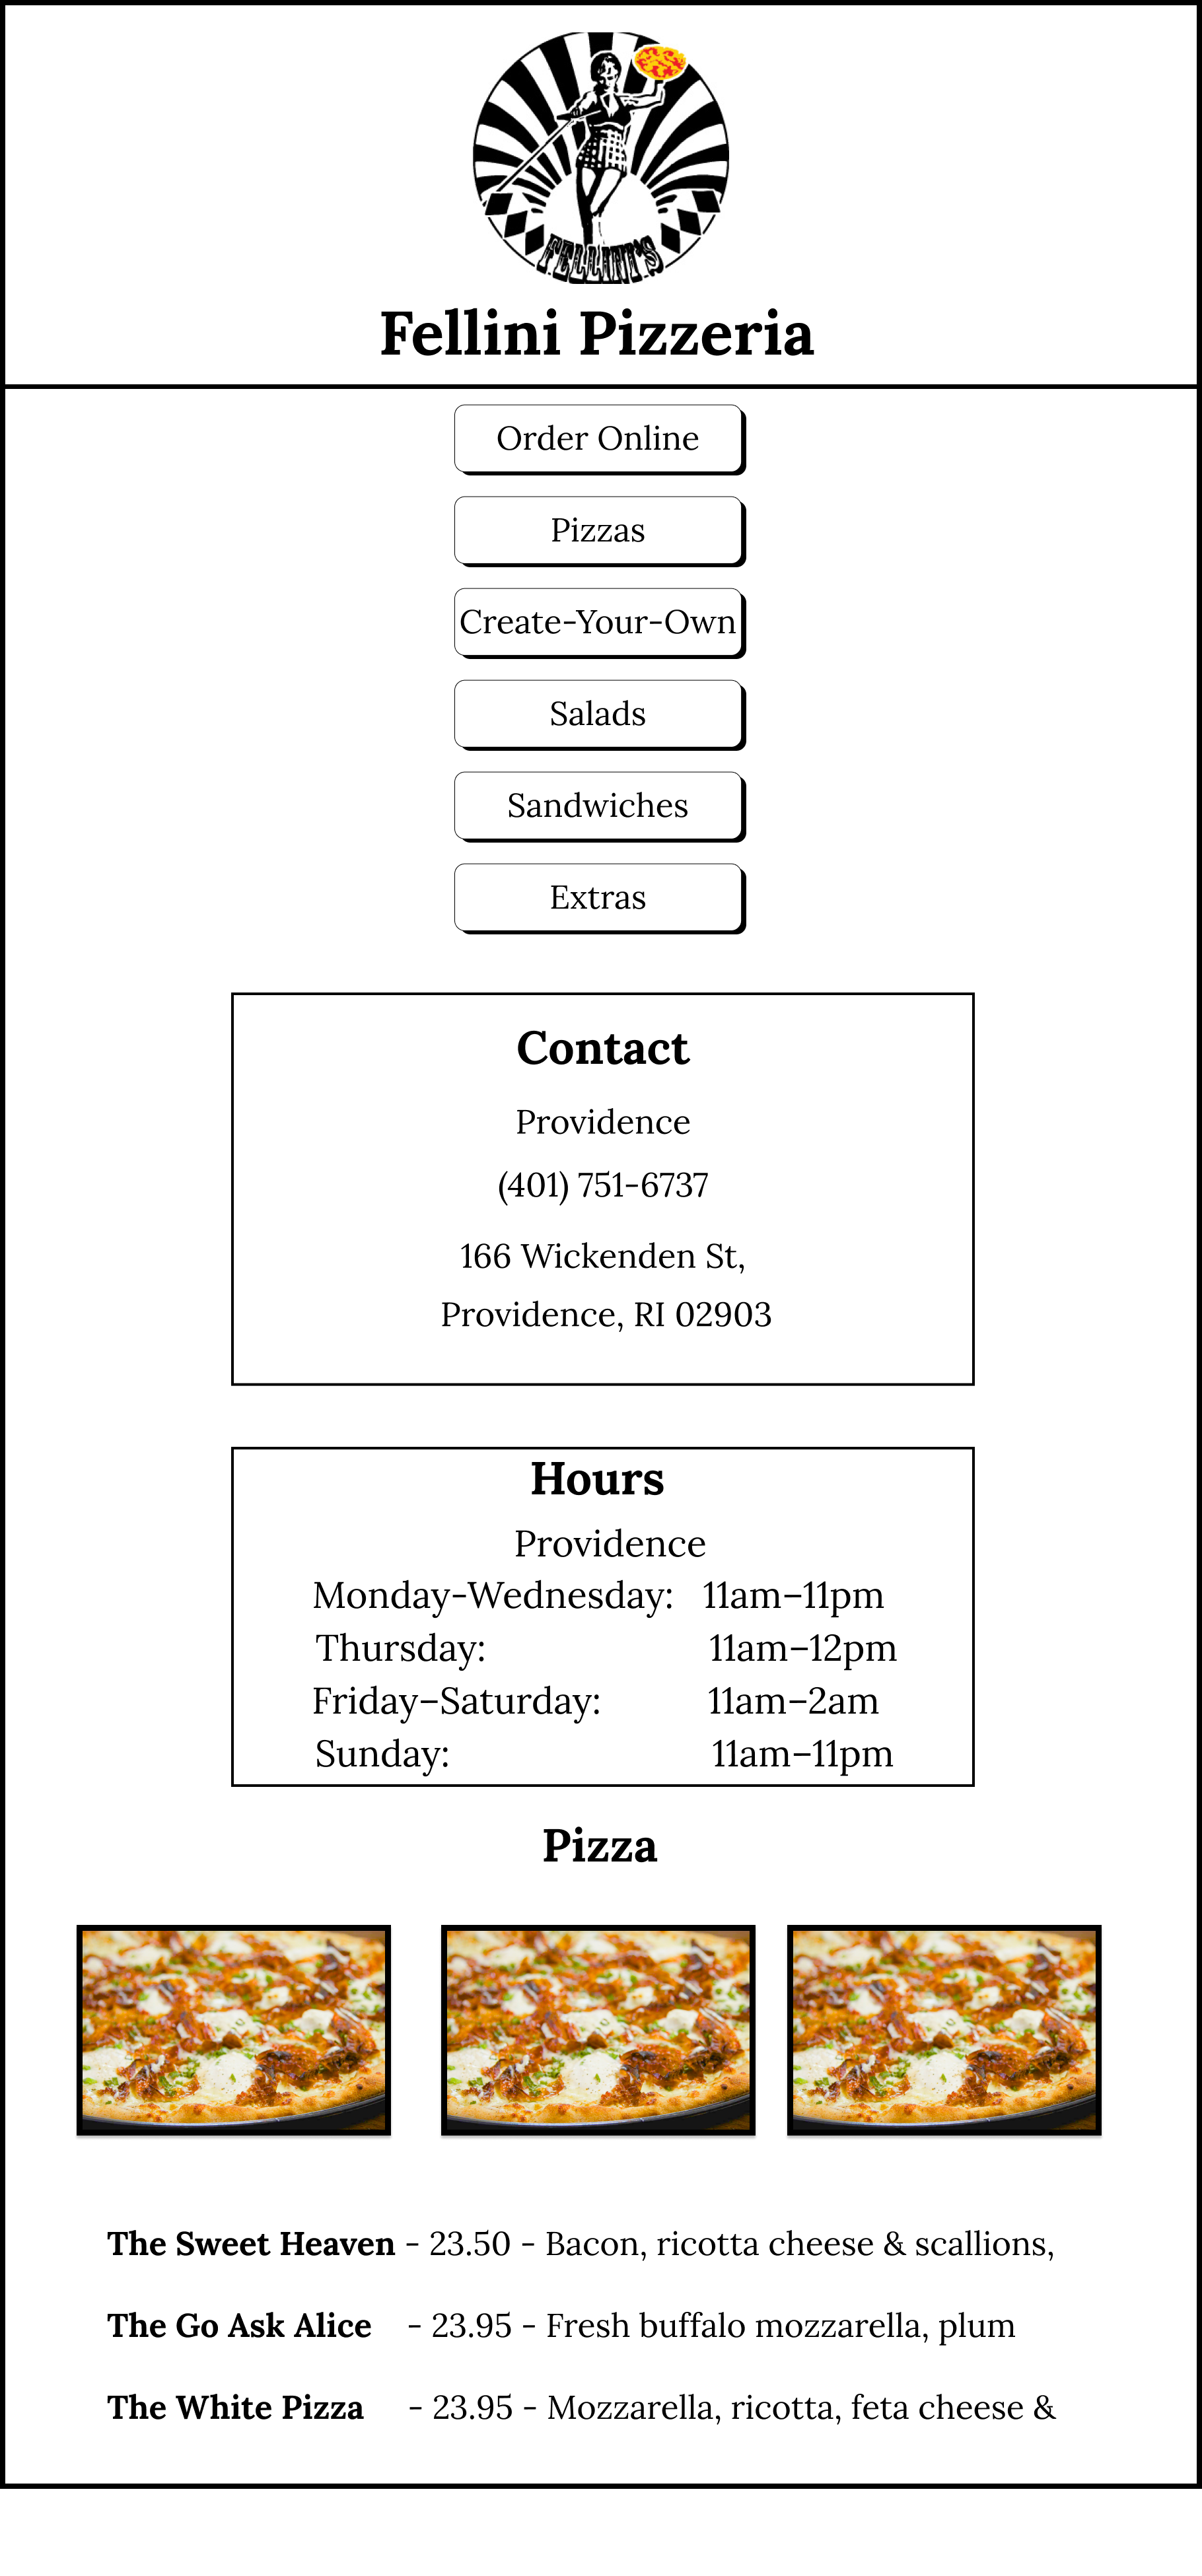 FELLINI'S
Fellini Pizzeria
Order Online
Pizzas
Create-Your-Own
Salads
Sandwiches
Extras
Contact
Providence
(401) 751-6737
166 Wickenden St,
Providence, RI 02903
Hours
Providence
Monday-Wednesday: 11am–11pm
Thursday: 11am–12pm
Friday–Saturday: 11am–2am
Sunday: 11am–11pm
Pizza
The Sweet Heaven - 23.50 - Bacon, ricotta cheese & scallions,
The Go Ask Alice - 23.95 - Fresh buffalo mozzarella, plum
The White Pizza - 23.95 - Mozzarella, ricotta, feta cheese &